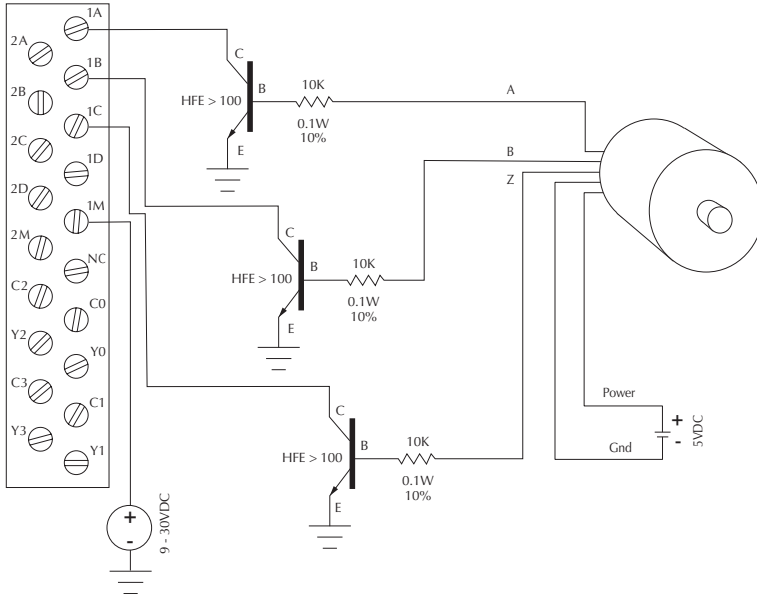 1A
2A
1B
2B
1C
2C
1D
2D
1M
2M
NC
C2
C0
Y2
Y0
C3
C1
Y3
Y1
C
B
HFE > 100
E
10K
0.1W
10%
A
B
Z
C
B
HFE > 100
E
10K
0.1W
10%
C
B
HFE > 100
E
10K
0.1W
10%
Power
Gnd
+
-
5VDC
+
-
9 - 30VDC